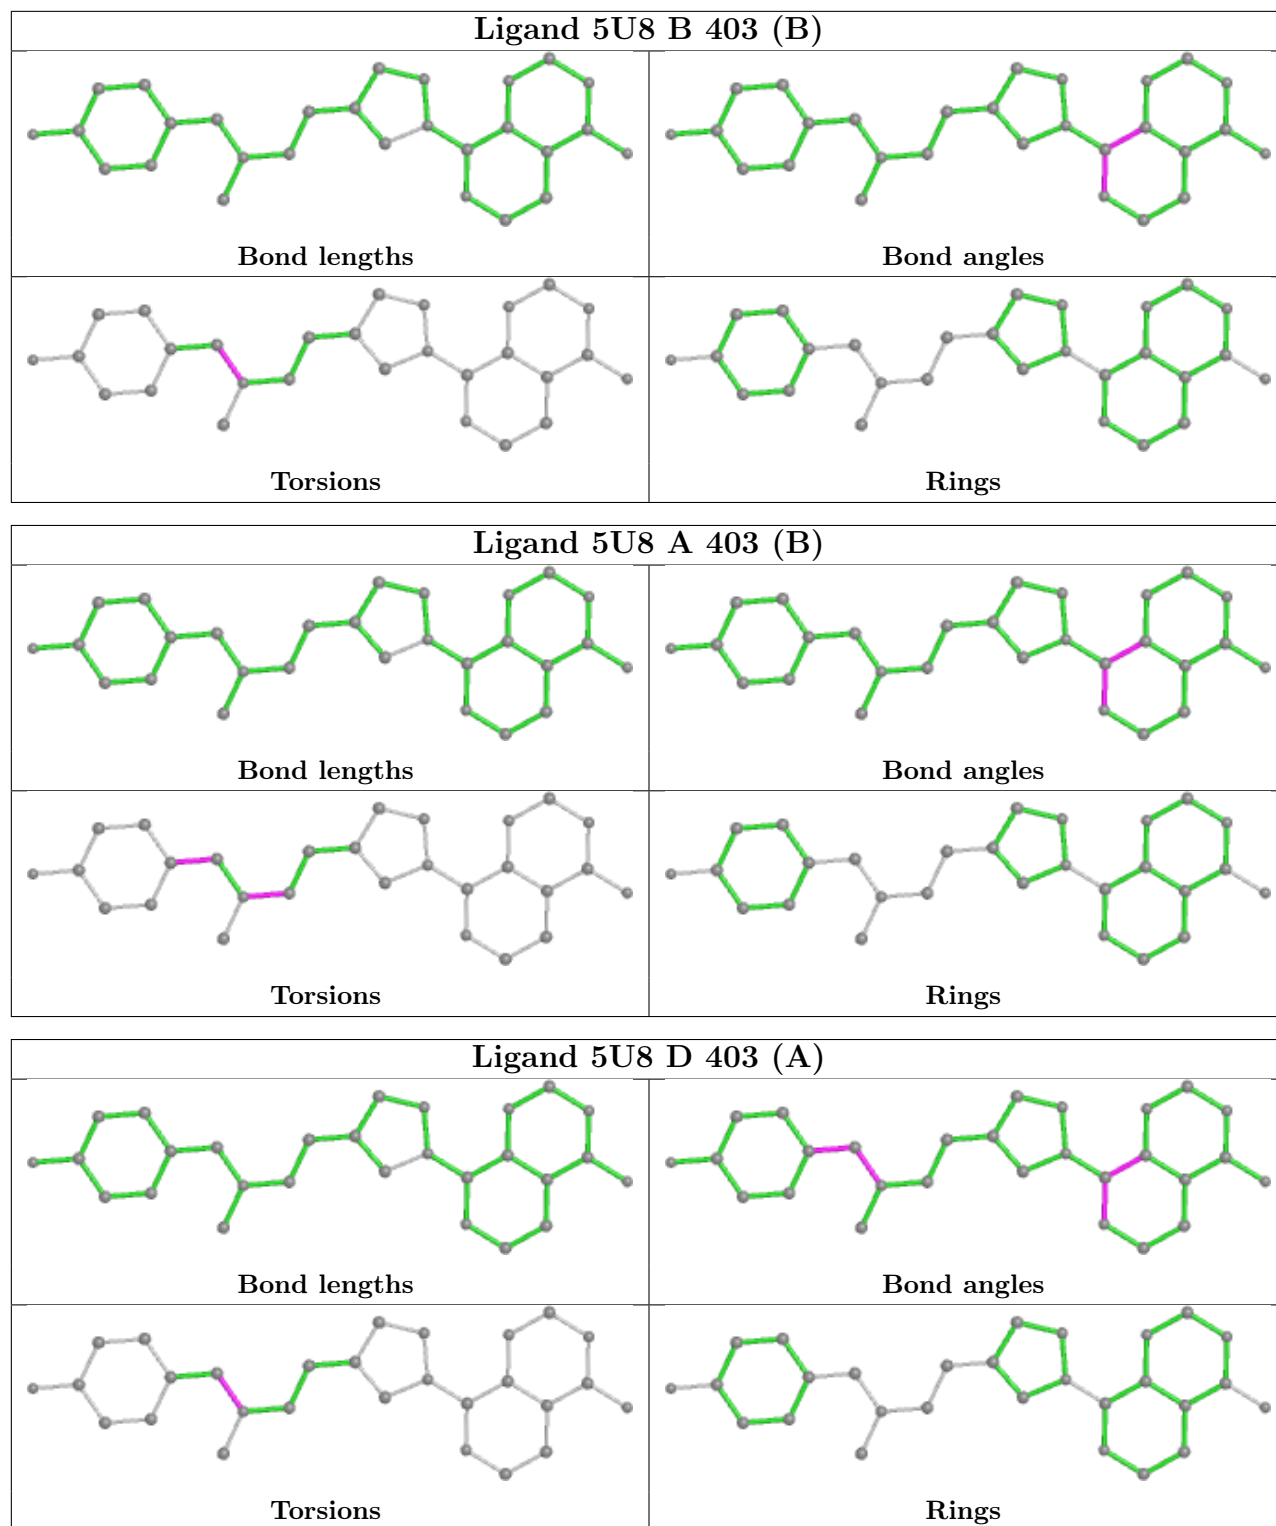 Ligand 5U8 B 403 (B)
Bond lengths
Bond angles
Torsions
Rings
Ligand 5U8 A 403 (B)
Bond lengths
Bond angles
Torsions
Rings
Ligand 5U8 D 403 (A)
Bond lengths
Bond angles
Torsions
Rings